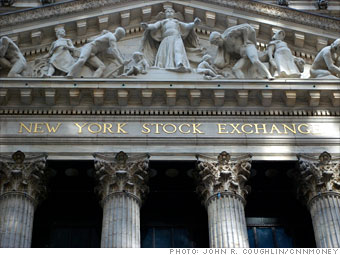 NEW YORK STOCK EXCHANGE
PHOTO: JOHN R. COUGHLIN/CNNMONEY